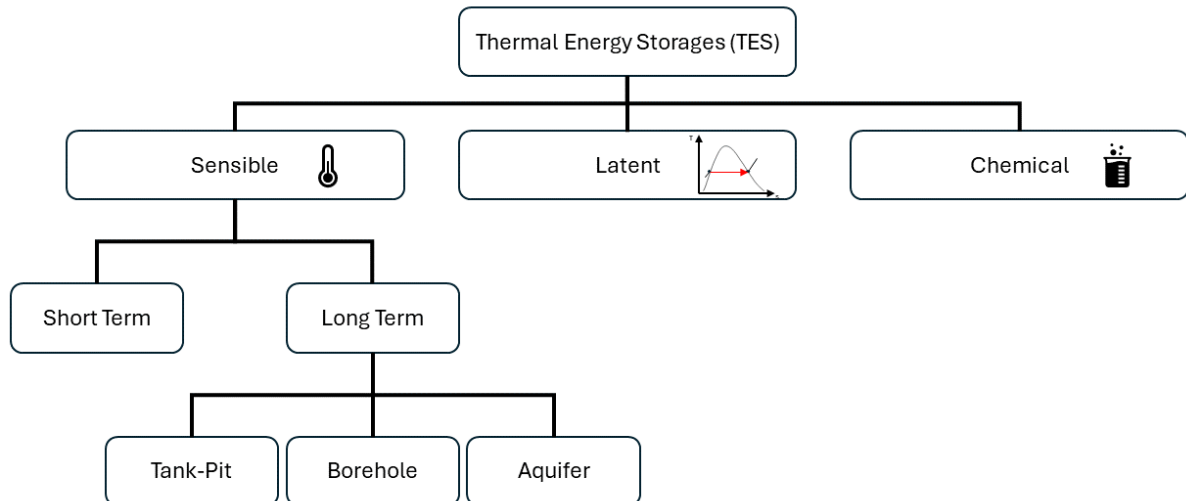 Thermal Energy Storages (TES)
Sensible
Latent
T
s
Chemical
Short Term
Long Term
Tank-Pit
Borehole
Aquifer